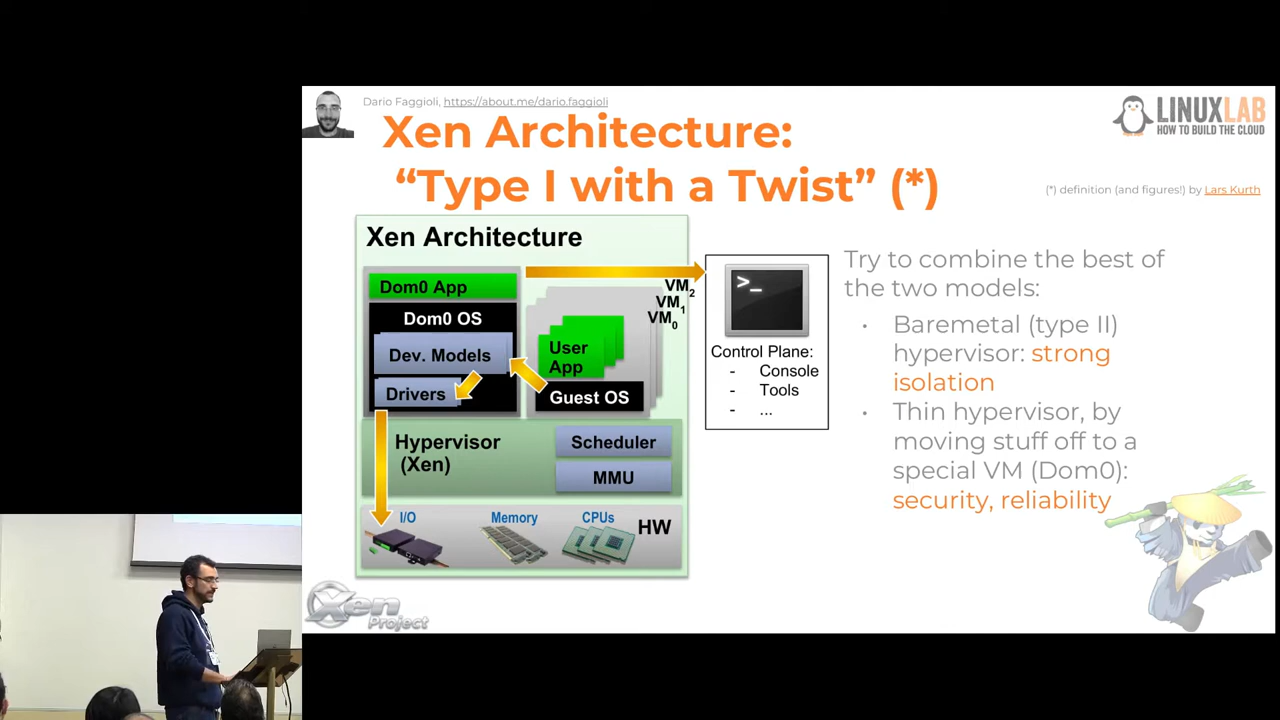 Dario Faggioli, https://about.me/dario.faggioli
Xen Architecture:
“Type I with a Twist” (*)
LINUXLAB
HOW TO BUILD THE CLOUD
(*) definition (and figures!) by Lars Kurth
Xen Architecture
Dom0 App
Dom0 OS
Dev. Models
Drivers
VM2
VM1
VM0
User
App
Guest OS
Hypervisor
(Xen)
Scheduler
MMU
I/O
Memory
CPUs
HW
>_
Control Plane:
- Console
- Tools
- ...
Try to combine the best of
the two models:
• Baremetal (type II)
hypervisor: strong
isolation
• Thin hypervisor, by
moving stuff off to a
special VM (Dom0):
security, reliability
Xen
Project